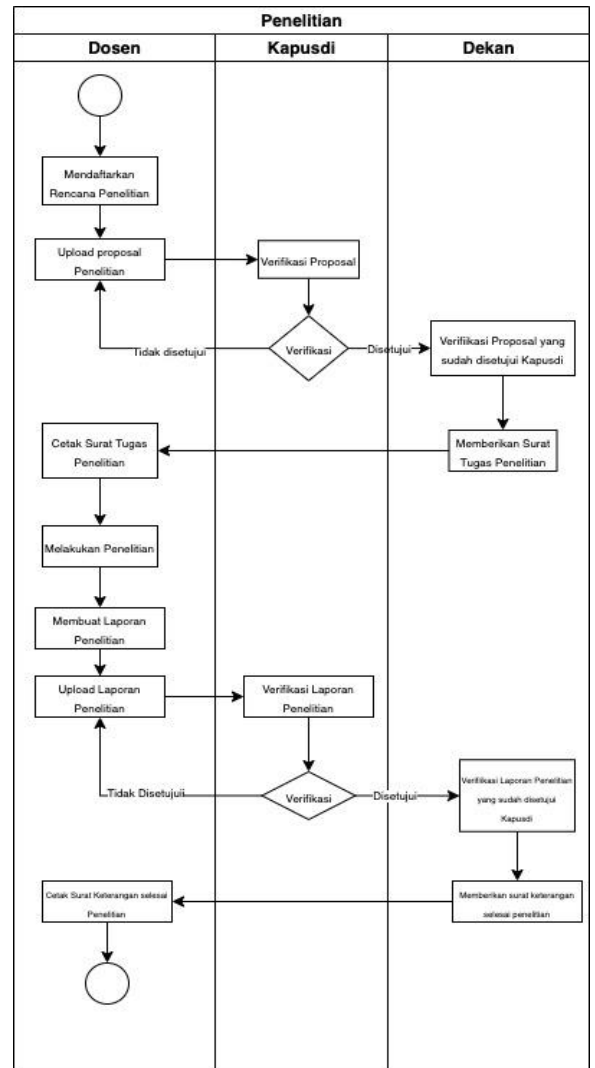 Penelitian
Dosen
Kapusdi
Dekan
Mendaftarkan
Rencana Penelitian
Upload proposal
Penelitian
Verifikasi Proposal
Tidak disetujui
Verifikasi
Disetujui
Verifiikasi Proposal yang
sudah disetujui Kapusdi
Cetak Surat Tugas
Penelitian
Memberikan Surat
Tugas Penelitian
Melakukan Penelitian
Membuat Laporan
Penelitian
Upload Laporan
Penelitian
Verifikasi Laporan
Penelitian
Tidak Disetujuii
Verifikasi
Disetujui
Verifiikasi Laporan Penelitian
yang sudah disetujui
Kapusdi
Cetak Surat Keterangan selesai
Penelitian
Memberikan surat keterangan
selesai penelitian